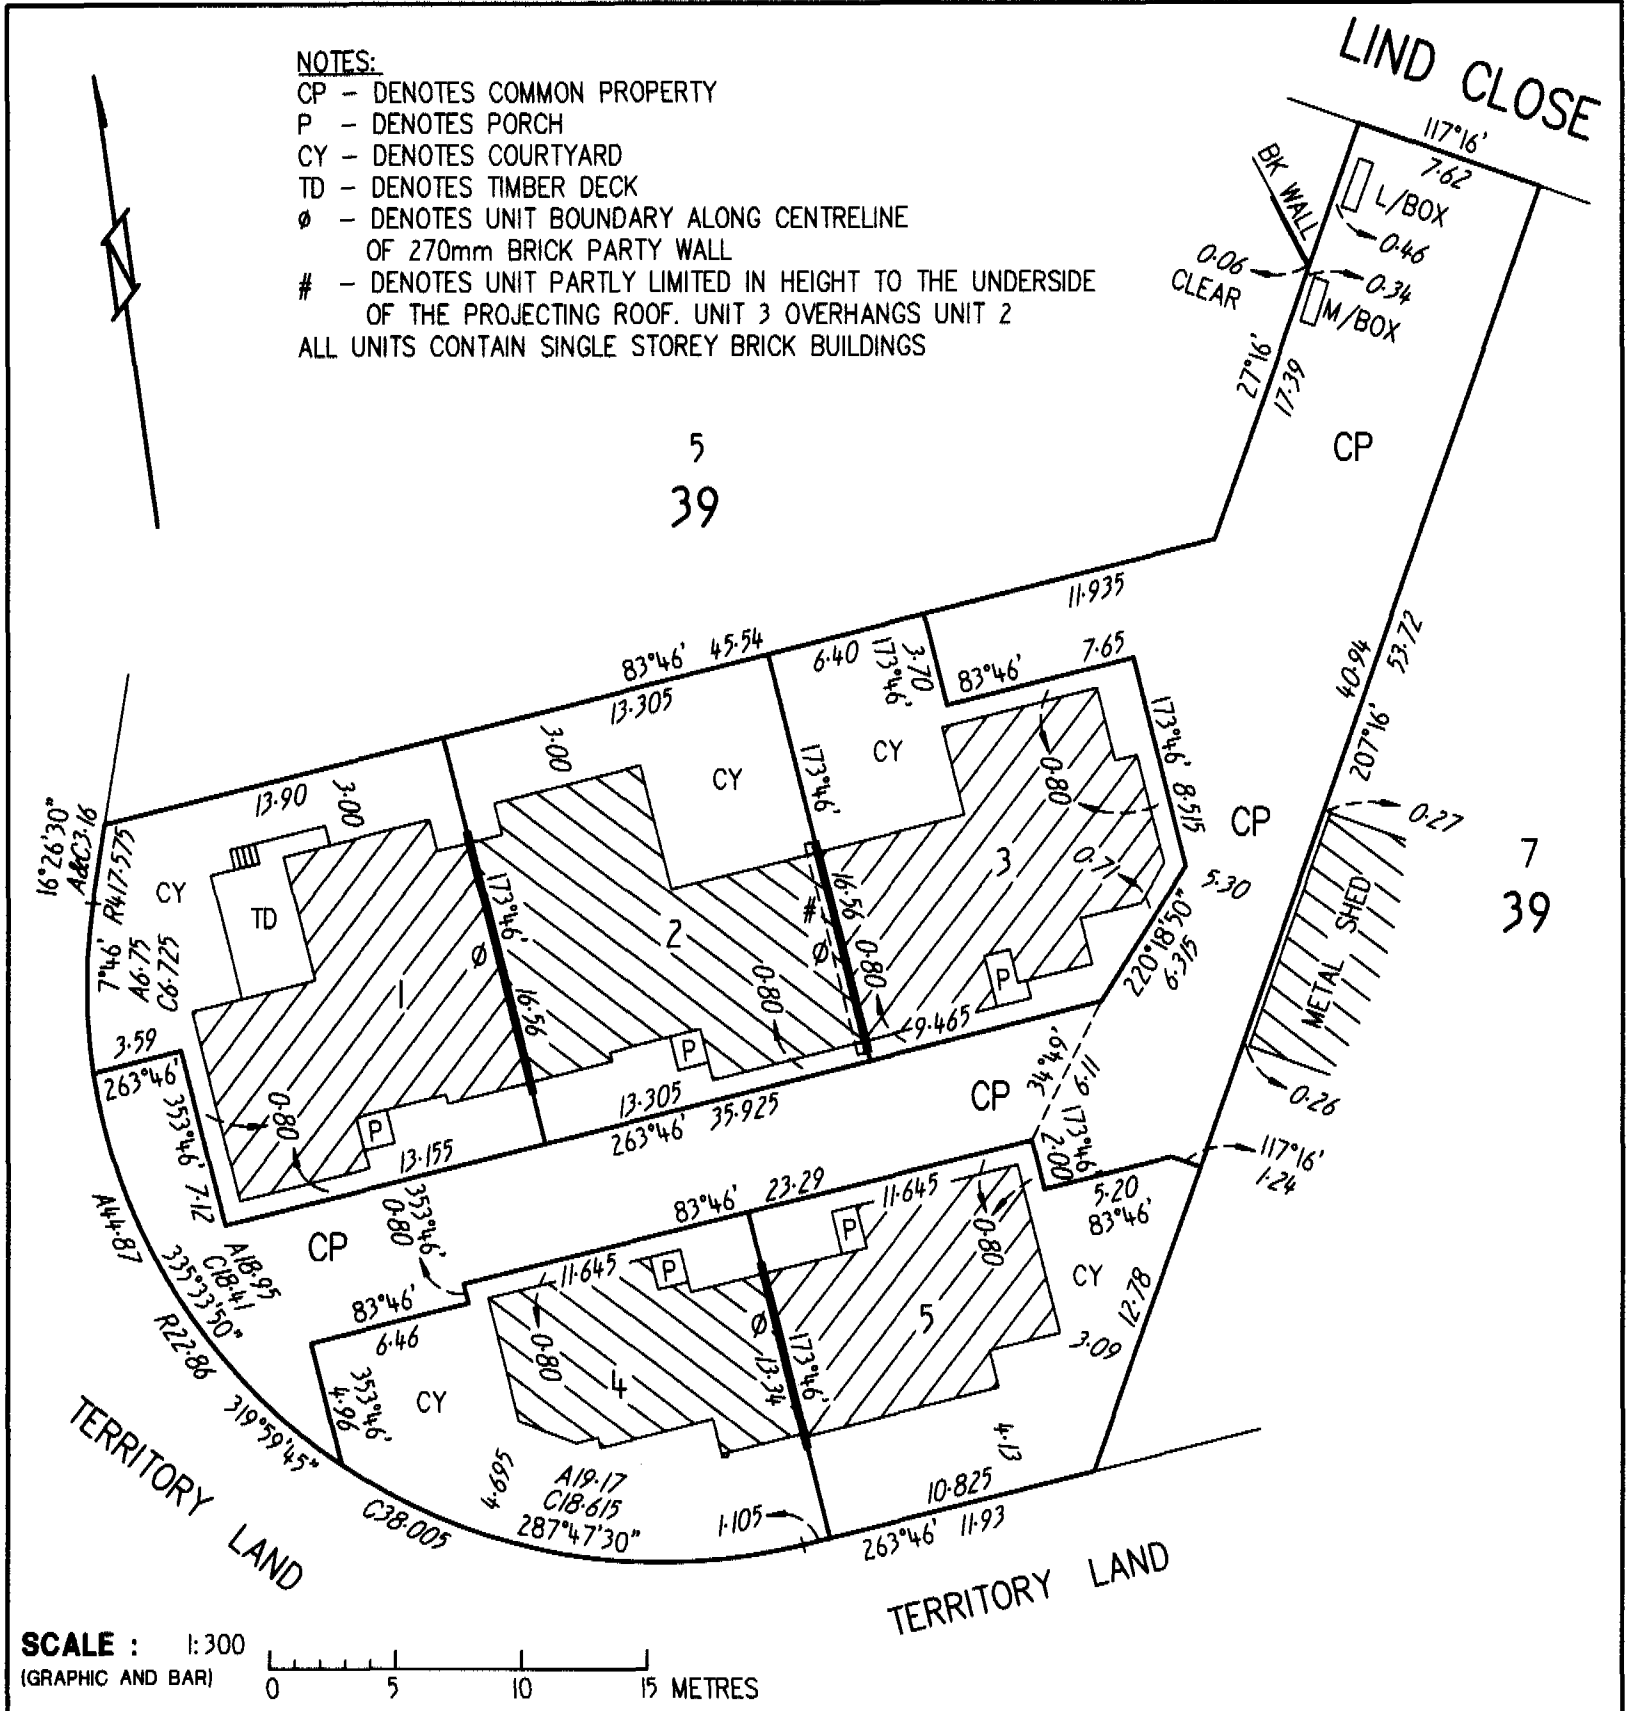 NOTES:
CP – DENOTES COMMON PROPERTY
P – DENOTES PORCH
CY – DENOTES COURTYARD
TD – DENOTES TIMBER DECK
ø – DENOTES UNIT BOUNDARY ALONG CENTRELINE
OF 270mm BRICK PARTY WALL
# – DENOTES UNIT PARTLY LIMITED IN HEIGHT TO THE UNDERSIDE
OF THE PROJECTING ROOF. UNIT 3 OVERHANGS UNIT 2
ALL UNITS CONTAIN SINGLE STOREY BRICK BUILDINGS
LIND CLOSE
117°16'
7·62
BK WALL
L/BOX
0·46
0·06
CLEAR
0·34
M/BOX
27°16'
17·39
CP
5
39
11·935
83°46' 45·54
6·40
173°46'
3·70
83°46'
7·65
13·305
40·94
53·72
207°16'
173°46'
8·515
3·00
CY
173°46'
CY
0·80
CP
0·27
13·90
3·00
16°26'30"
A&C3·16
R417·575
CY
TD
7°46'
A6·75
C6·725
173°46'
ø
16·56
1
2
#
ø
16·56
0·80
3
0·71
5·30
P
220°18'50"
6·315
METAL SHED
7
39
0·80
P
9·465
3·59
263°46'
353°46'
7·12
0·80
P
13·155
13·305
263°46' 35·925
CP
34°49'
6·11
173°46'
2·00
0·26
117°16'
1·24
5·20
83°46'
A44·87
R22·86
319°59'45"
C38·005
A18·95
C18·41
335°33'50"
CP
353°46'
0·80
83°46'
23·29
11·645
11·645
P
P
0·80
CY
12·78
3·09
83°46'
6·46
353°46'
4·96
CY
0·80
4
ø
13·34
173°46'
5
4·13
4·695
A19·17
C18·615
287°47'30"
1·105
10·825
263°46' 11·93
TERRITORY LAND
TERRITORY LAND
SCALE : 1:300
(GRAPHIC AND BAR)
0 5 10 15 METRES